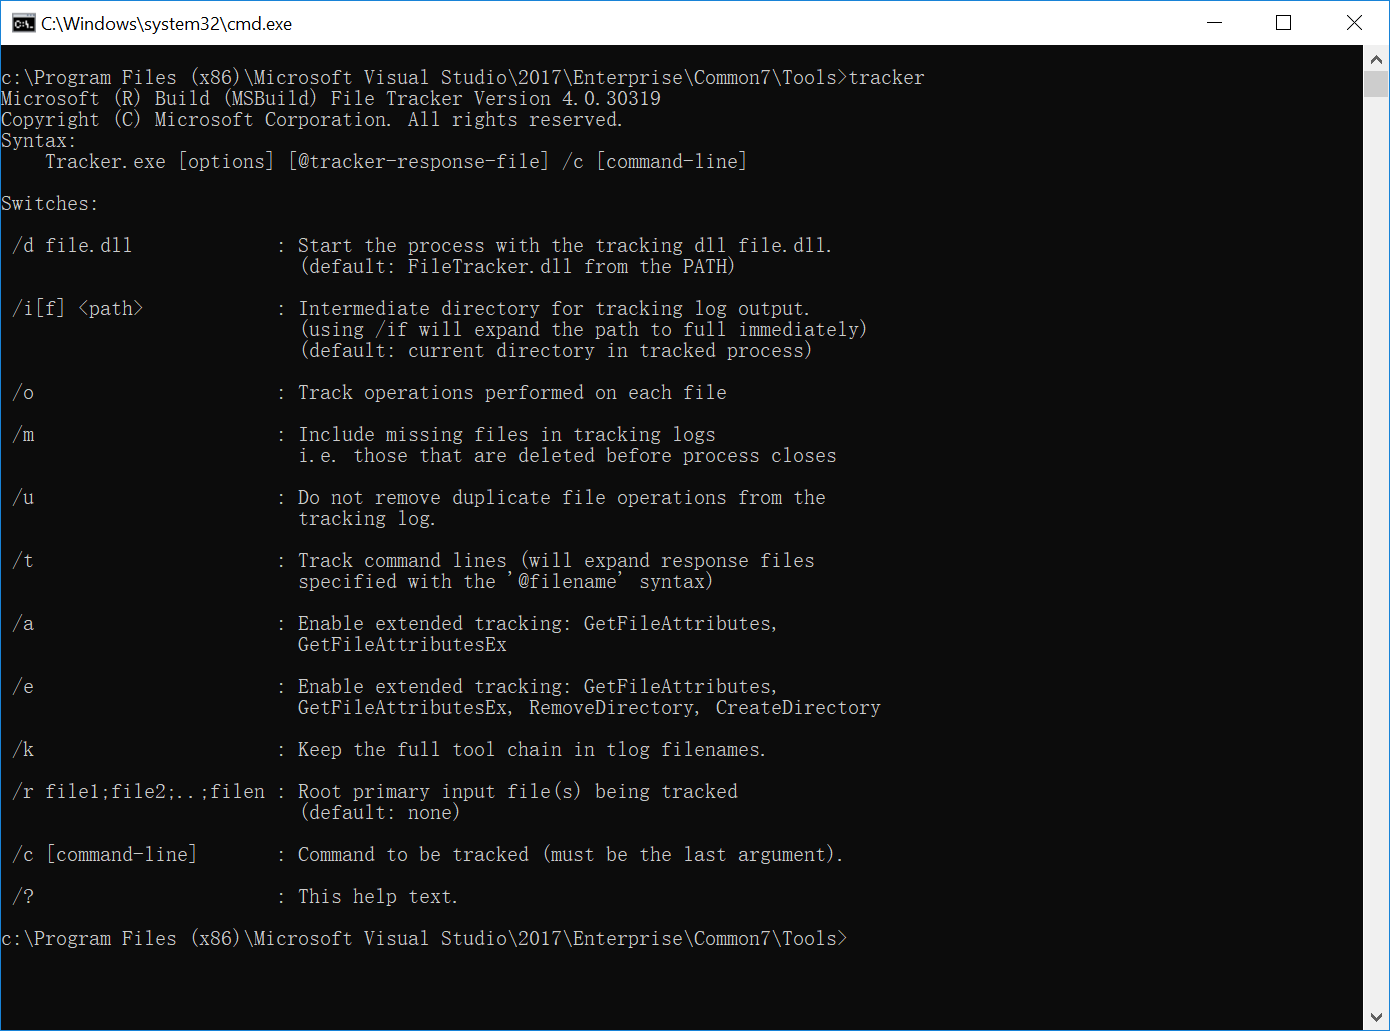 C:\Windows\system32\cmd.exe
c:\Program Files (x86)\Microsoft Visual Studio\2017\Enterprise\Common7\Tools>tracker
Microsoft (R) Build (MSBuild) File Tracker Version 4.0.30319
Copyright (C) Microsoft Corporation. All rights reserved.
Syntax:
    Tracker.exe [options] [@tracker-response-file] /c [command-line]
Switches:
 /d file.dll             : Start the process with the tracking dll file.dll.
                           (default: FileTracker.dll from the PATH)
 /i[f] <path>            : Intermediate directory for tracking log output.
                           (using /if will expand the path to full immediately)
                           (default: current directory in tracked process)
 /o                      : Track operations performed on each file
 /m                      : Include missing files in tracking logs
                           i.e. those that are deleted before process closes
 /u                      : Do not remove duplicate file operations from the
                           tracking log.
 /t                      : Track command lines (will expand response files
                           specified with the '@filename' syntax)
 /a                      : Enable extended tracking: GetFileAttributes,
                           GetFileAttributesEx
 /e                      : Enable extended tracking: GetFileAttributes,
                           GetFileAttributesEx, RemoveDirectory, CreateDirectory
 /k                      : Keep the full tool chain in tlog filenames.
 /r file1;file2;..;filen : Root primary input file(s) being tracked
                           (default: none)
 /c [command-line]       : Command to be tracked (must be the last argument).
 /?                      : This help text.
c:\Program Files (x86)\Microsoft Visual Studio\2017\Enterprise\Common7\Tools>